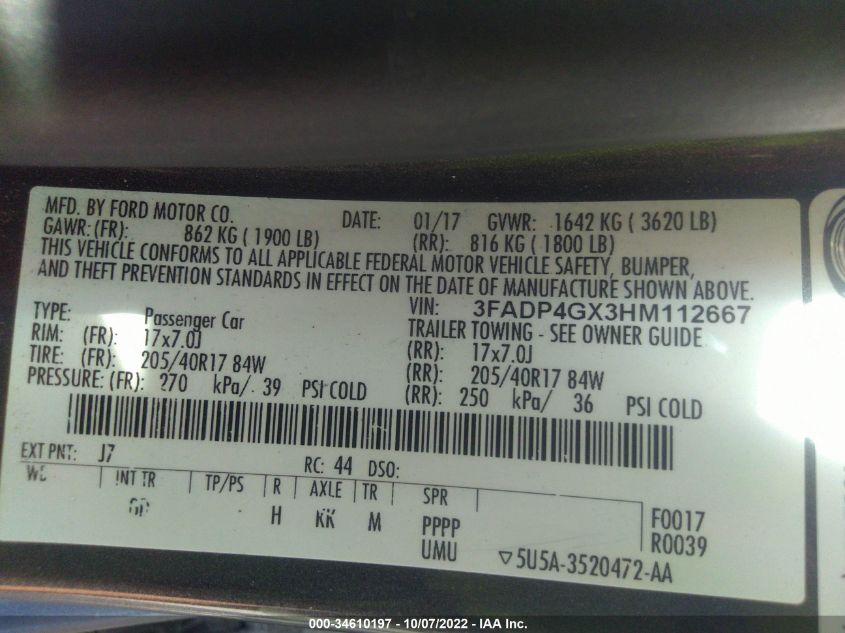 MFD. BY FORD MOTOR CO. DATE: 01/17 GVWR: 1642 KG ( 3620 LB)
GAWR: (FR): 862 KG ( 1900 LB) (RR): 816 KG ( 1800 LB)
THIS VEHICLE CONFORMS TO ALL APPLICABLE FEDERAL MOTOR VEHICLE SAFETY, BUMPER,
AND THEFT PREVENTION STANDARDS IN EFFECT ON THE DATE OF MANUFACTURE SHOWN ABOVE.
VIN: 3FADP4GX3HM112667
TYPE: Passenger Car TRAILER TOWING - SEE OWNER GUIDE
RIM: (FR): 17x7.0J (RR): 17x7.0J
TIRE: (FR): 205/40R17 84W (RR): 205/40R17 84W
PRESSURE: (FR): 270 kPa/ 39 PSI COLD (RR): 250 kPa/ 36 PSI COLD
EXT PNT: J7 RC: 44 DSO:
INT TR TP/PS R AXLE TR SPR
H KK M PPPP F0017
UMU R0039
▽5U5A-3520472-AA
000-34610197 - 10/07/2022 - IAA Inc.